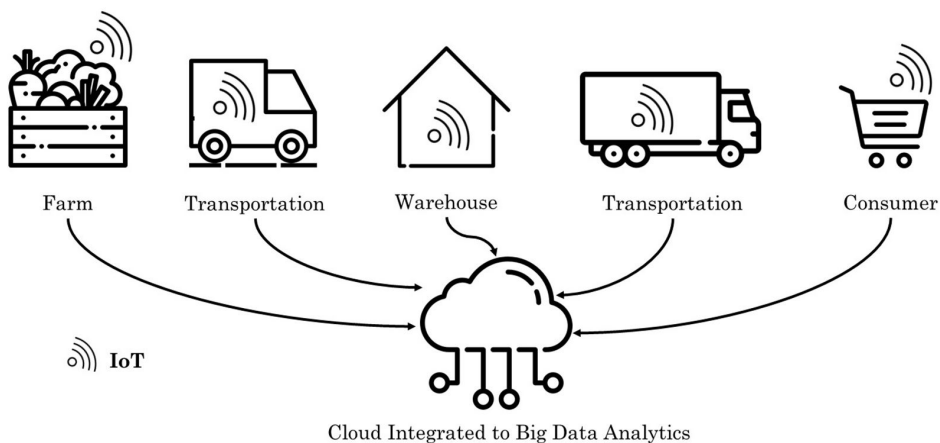 Farm
Transportation
Warehouse
Transportation
Consumer
IoT
Cloud Integrated to Big Data Analytics